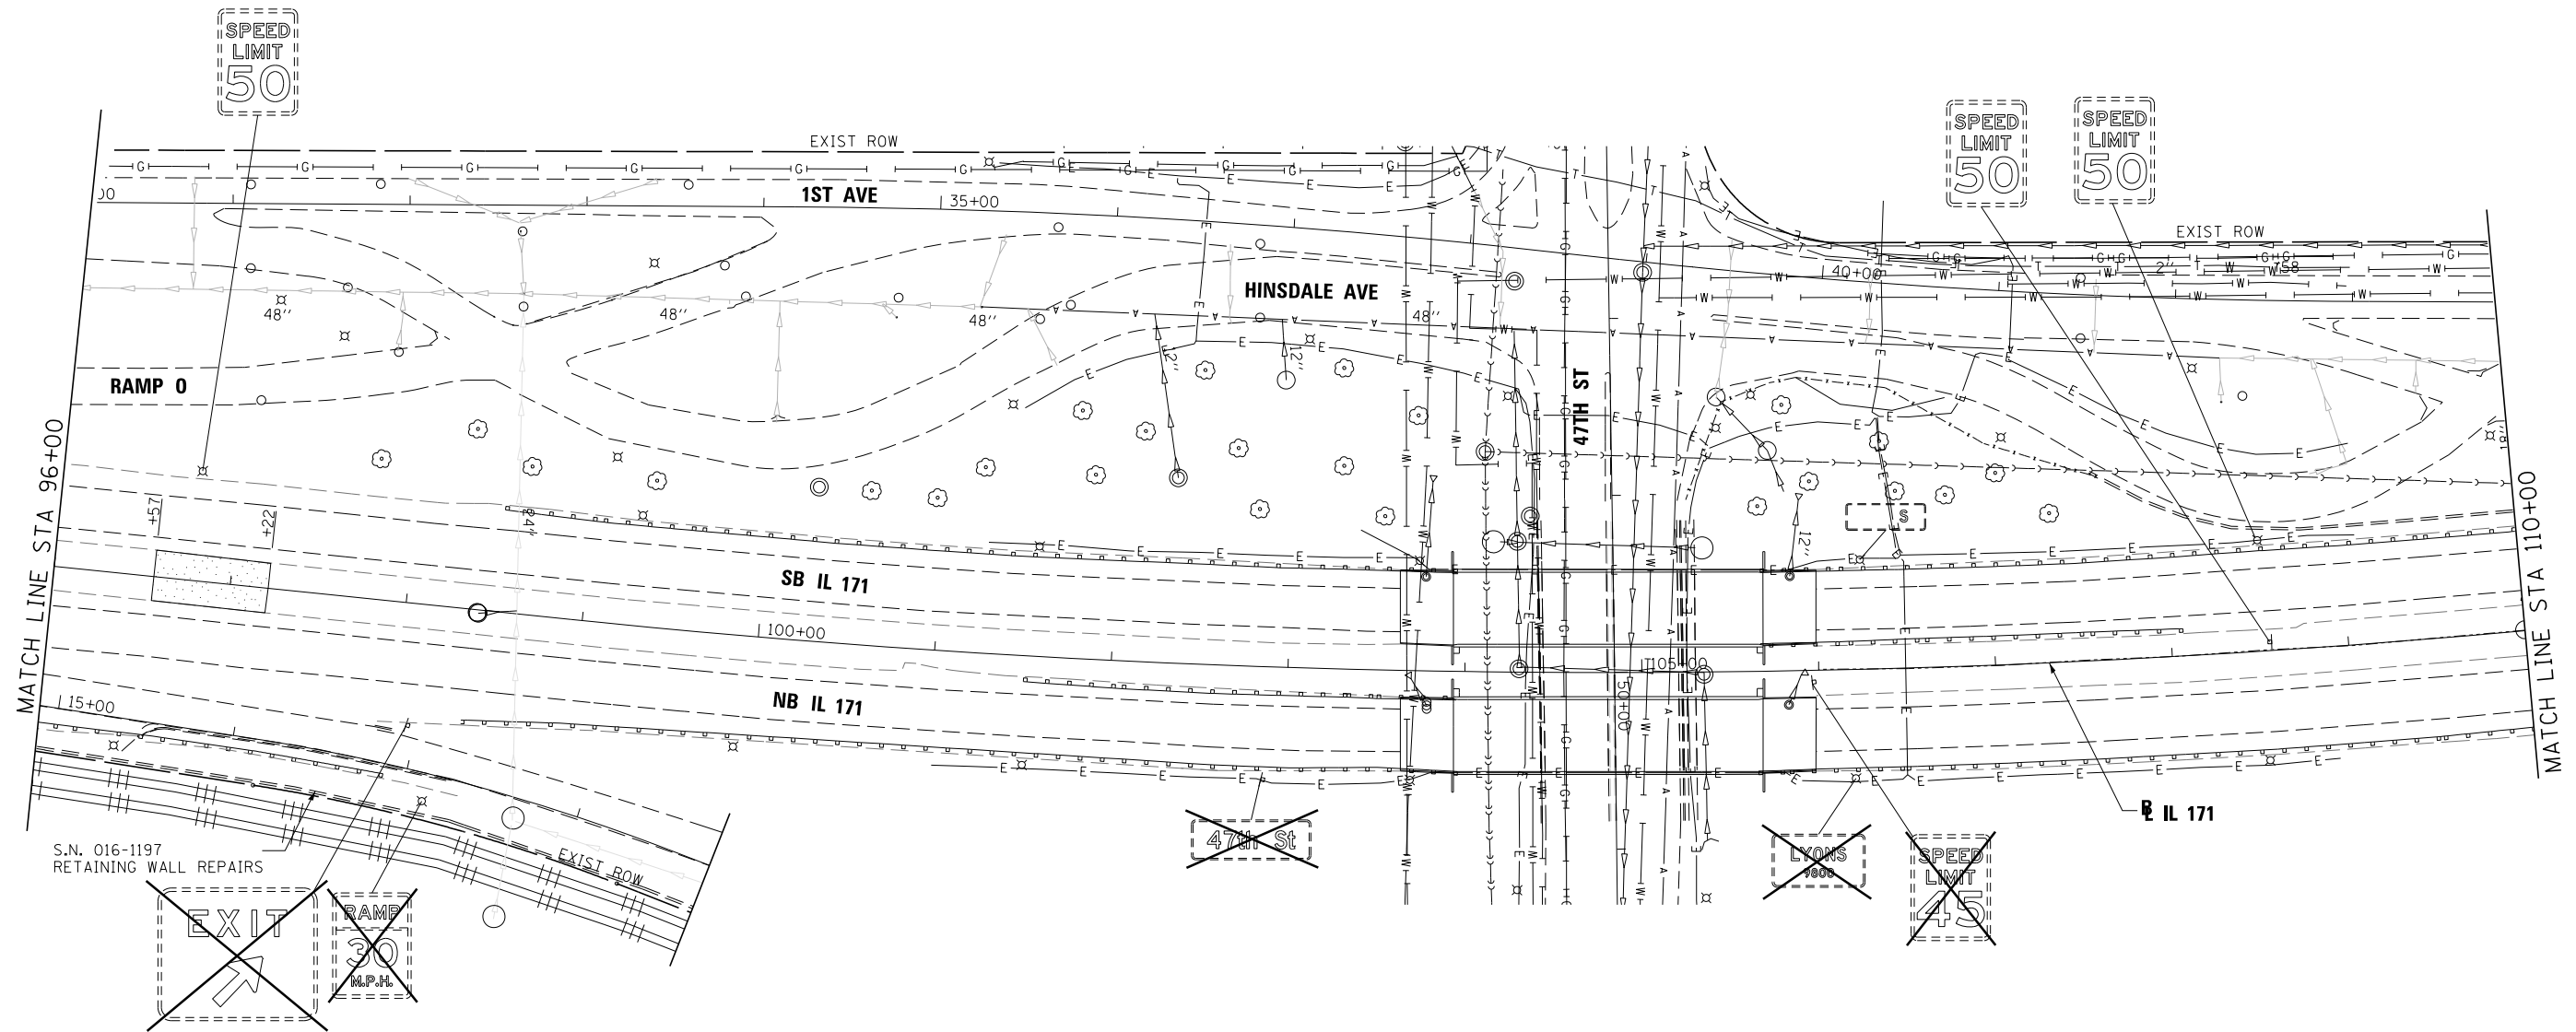 SPEED
LIMIT
50
SPEED
LIMIT
50
SPEED
LIMIT
50
EXIST ROW
1ST AVE
35+00
EXIST ROW
40+00
2"
HINSDALE AVE
48"
48"
48"
48"
12"
12"
RAMP O
47TH ST
18"
MATCH LINE STA 96+00
+57
+22
84"
S
12"
SB IL 171
100+00
105+00
50+00
NB IL 171
15+00
MATCH LINE STA 110+00
IL 171
S.N. 016-1197
RETAINING WALL REPAIRS
EXIST ROW
47th St
LYONS
9800
SPEED
LIMIT
45
EXIT
RAMP
30
M.P.H.